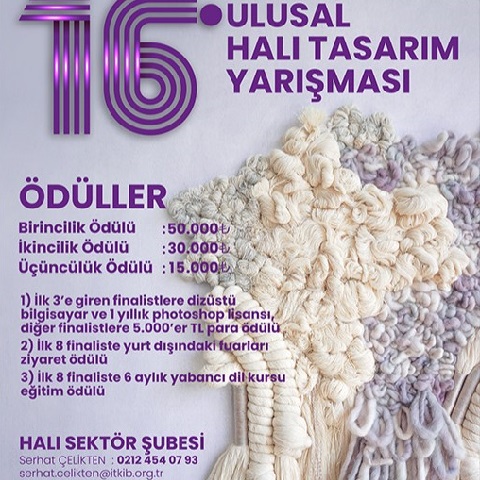 16. ULUSAL
HALI TASARIM
YARIŞMASI
ÖDÜLLER
Birincilik Ödülü : 50.000₺
İkincilik Ödülü : 30.000₺
Üçüncülük Ödülü : 15.000₺
1) İlk 3'e giren finalistlere dizüstü
bilgisayar ve 1 yıllık photoshop lisansı,
diğer finalistlere 5.000'er TL para ödülü
2) İlk 8 finaliste yurt dışındaki fuarları
ziyaret ödülü
3) İlk 8 finaliste 6 aylık yabancı dil kursu
eğitim ödülü
HALI SEKTÖR ŞUBESİ
Serhat ÇELİKTEN : 0212 454 07 93
serhat.celikten@itkib.org.tr